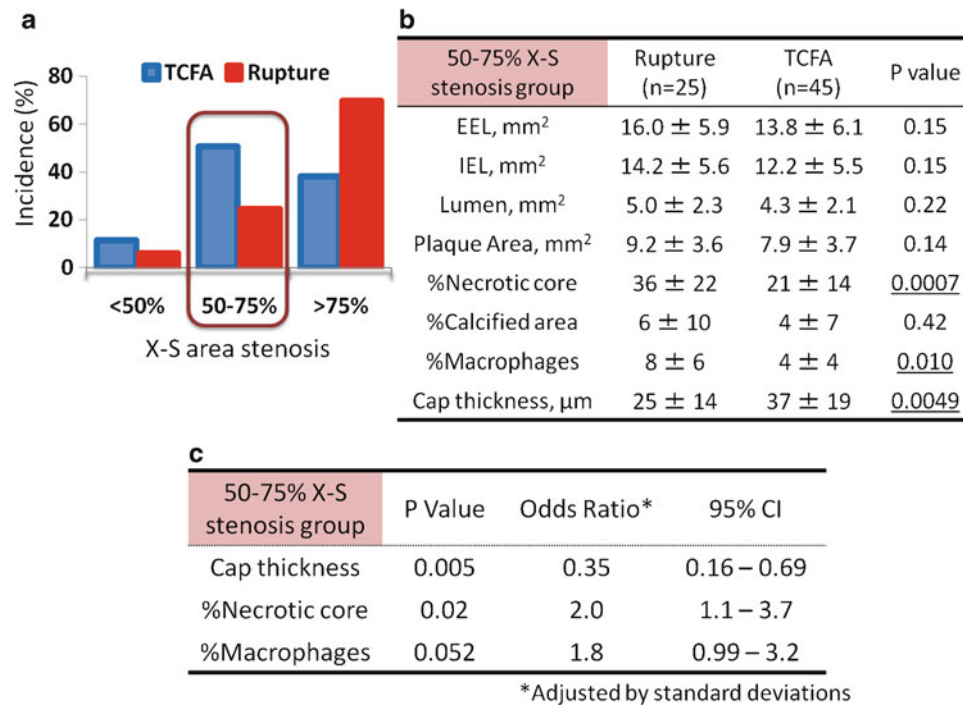 a
TCFA Rupture
Incidence (%)
80
60
40
20
0
<50% 50-75% >75%
X-S area stenosis
b
50-75% X-S stenosis group Rupture (n=25) TCFA (n=45) P value
EEL, mm² 16.0 ± 5.9 13.8 ± 6.1 0.15
IEL, mm² 14.2 ± 5.6 12.2 ± 5.5 0.15
Lumen, mm² 5.0 ± 2.3 4.3 ± 2.1 0.22
Plaque Area, mm² 9.2 ± 3.6 7.9 ± 3.7 0.14
%Necrotic core 36 ± 22 21 ± 14 0.0007
%Calcified area 6 ± 10 4 ± 7 0.42
%Macrophages 8 ± 6 4 ± 4 0.010
Cap thickness, µm 25 ± 14 37 ± 19 0.0049
c
50-75% X-S stenosis group P Value Odds Ratio* 95% CI
Cap thickness 0.005 0.35 0.16 – 0.69
%Necrotic core 0.02 2.0 1.1 – 3.7
%Macrophages 0.052 1.8 0.99 – 3.2
*Adjusted by standard deviations